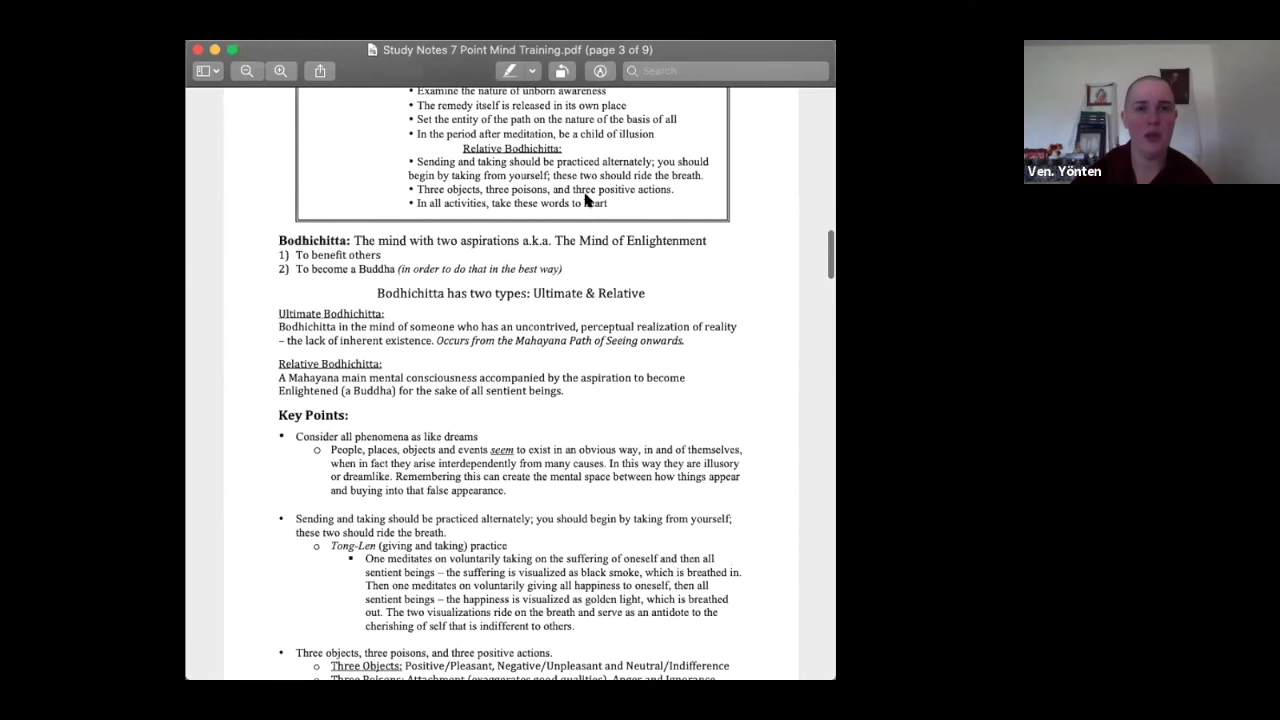 Study Notes 7 Point Mind Training.pdf (page 3 of 9)
Search
• Examine the nature of unborn awareness
• The remedy itself is released in its own place
• Set the entity of the path on the nature of the basis of all
• In the period after meditation, be a child of illusion
Relative Bodhichitta:
• Sending and taking should be practiced alternately; you should
begin by taking from yourself; these two should ride the breath.
• Three objects, three poisons, and three positive actions.
• In all activities, take these words to heart
Bodhichitta: The mind with two aspirations a.k.a. The Mind of Enlightenment
1) To benefit others
2) To become a Buddha (in order to do that in the best way)
Bodhichitta has two types: Ultimate & Relative
Ultimate Bodhichitta:
Bodhichitta in the mind of someone who has an uncontrived, perceptual realization of reality
– the lack of inherent existence. Occurs from the Mahayana Path of Seeing onwards.
Relative Bodhichitta:
A Mahayana main mental consciousness accompanied by the aspiration to become
Enlightened (a Buddha) for the sake of all sentient beings.
Key Points:
• Consider all phenomena as like dreams
o People, places, objects and events seem to exist in an obvious way, in and of themselves,
when in fact they arise interdependently from many causes. In this way they are illusory
or dreamlike. Remembering this can create the mental space between how things appear
and buying into that false appearance.
• Sending and taking should be practiced alternately; you should begin by taking from yourself;
these two should ride the breath.
o Tong-Len (giving and taking) practice
▪ One meditates on voluntarily taking on the suffering of oneself and then all
sentient beings – the suffering is visualized as black smoke, which is breathed in.
Then one meditates on voluntarily giving all happiness to oneself, then all
sentient beings – the happiness is visualized as golden light, which is breathed
out. The two visualizations ride on the breath and serve as an antidote to the
cherishing of self that is indifferent to others.
• Three objects, three poisons, and three positive actions.
o Three Objects: Positive/Pleasant, Negative/Unpleasant and Neutral/Indifference
o Three Poisons: Attachment (exaggerates good qualities), Anger and Ignorance
Ven. Yönten